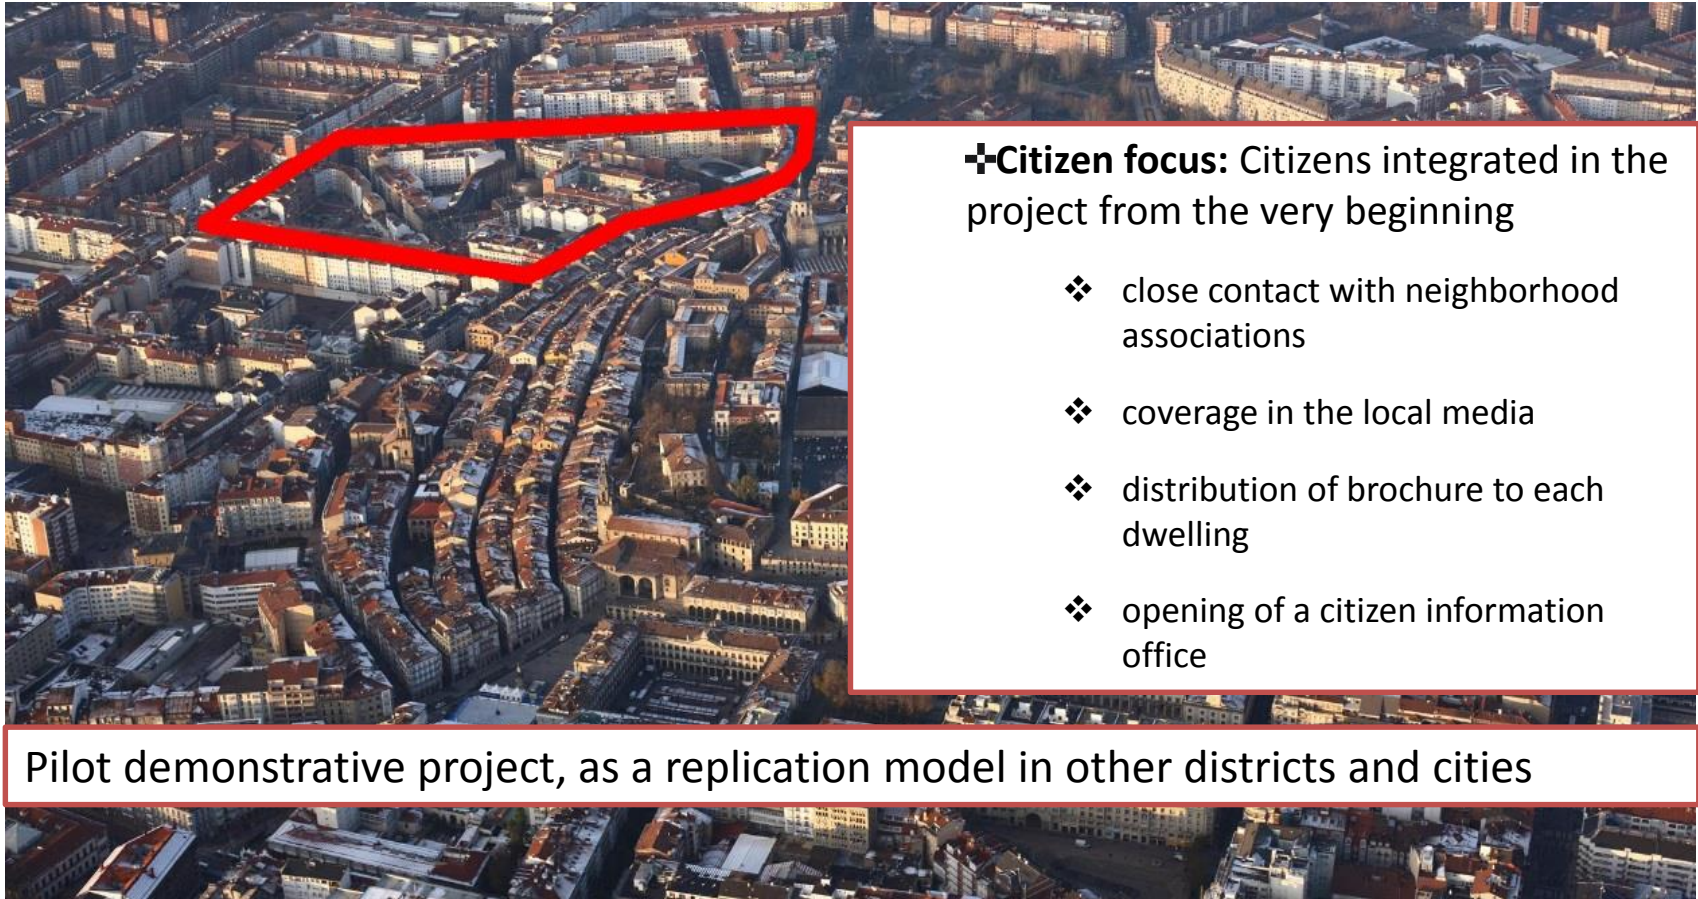 ✣Citizen focus: Citizens integrated in the
project from the very beginning
❖ close contact with neighborhood
associations
❖ coverage in the local media
❖ distribution of brochure to each
dwelling
❖ opening of a citizen information
office
Pilot demonstrative project, as a replication model in other districts and cities